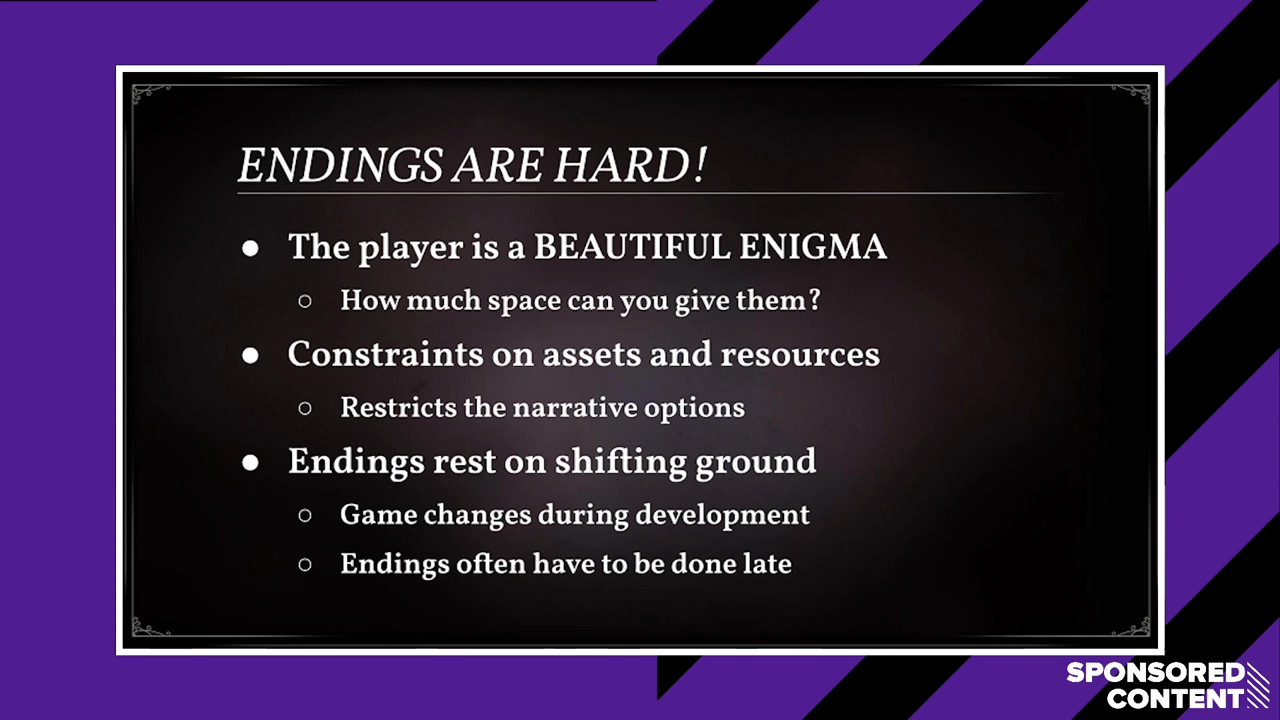 ENDINGS ARE HARD!
● The player is a BEAUTIFUL ENIGMA
○ How much space can you give them?
● Constraints on assets and resources
○ Restricts the narrative options
● Endings rest on shifting ground
○ Game changes during development
○ Endings often have to be done late
SPONSORED
CONTENT